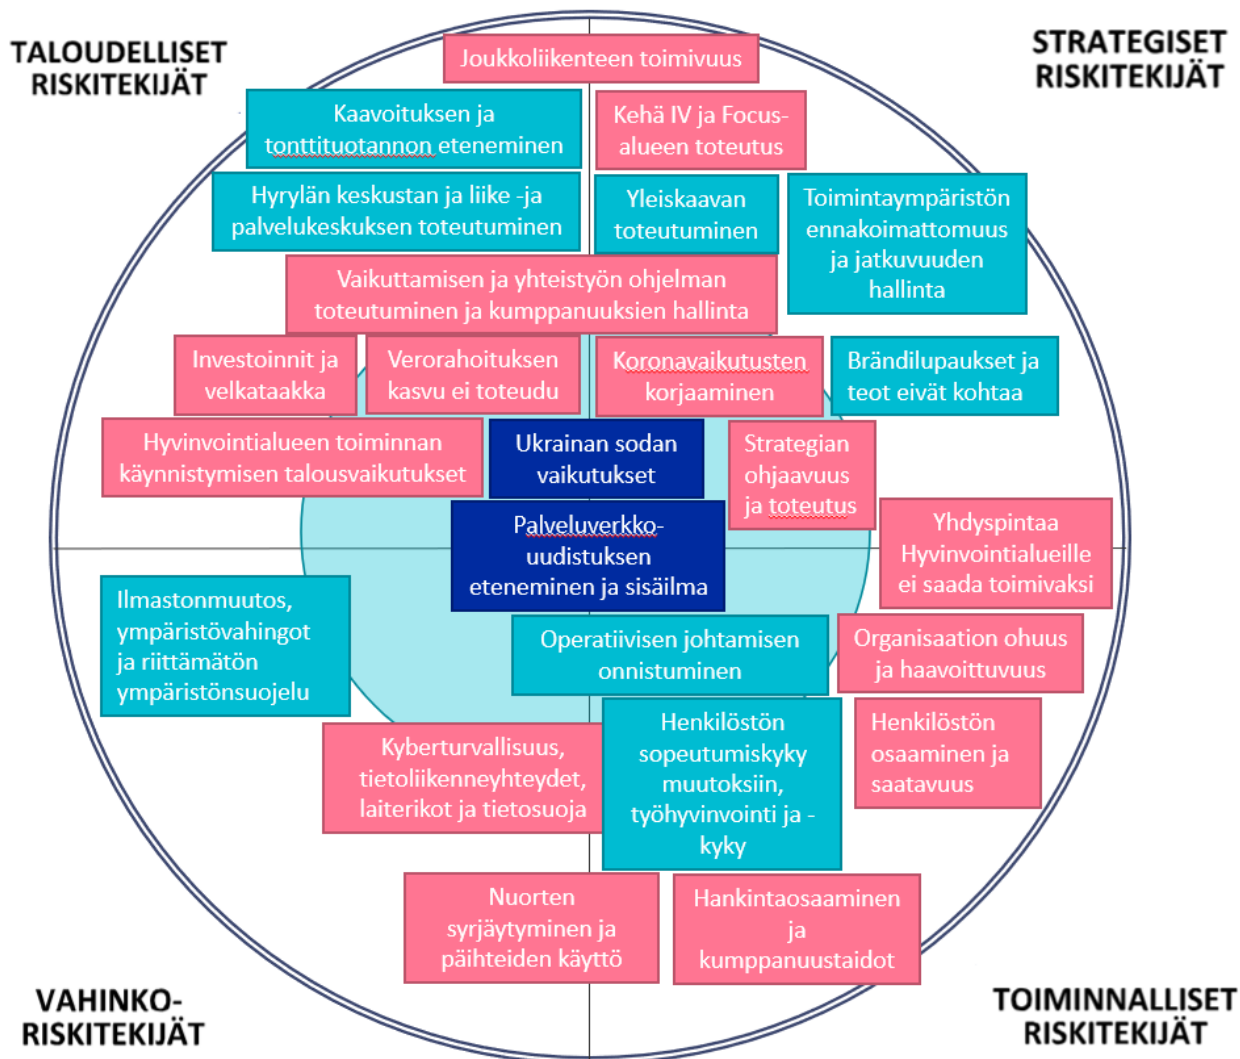 TALOUDELLISET
RISKITEKIJÄT
STRATEGISET
RISKITEKIJÄT
Joukkoliikenteen toimivuus
Kaavoituksen ja
tonttituotannon eteneminen
Kehä IV ja Focus-
alueen toteutus
Hyrylän keskustan ja liike -ja
palvelukeskuksen toteutuminen
Yleiskaavan
toteutuminen
Toimintaympäristön
ennakoimattomuus
ja jatkuvuuden
hallinta
Vaikuttamisen ja yhteistyön ohjelman
toteutuminen ja kumppanuuksien hallinta
Investoinnit ja
velkataakka
Verorahoituksen
kasvu ei toteudu
Koronavaikutusten
korjaaminen
Brändilupaukset ja
teot eivät kohtaa
Hyvinvointialueen toiminnan
käynnistymisen talousvaikutukset
Ukrainan sodan
vaikutukset
Strategian
ohjaavuus
ja toteutus
Palveluverkko-
uudistuksen
eteneminen ja sisäilma
Yhdyspintaa
Hyvinvointialueille
ei saada toimivaksi
Ilmastonmuutos,
ympäristövahingot
ja riittämätön
ympäristönsuojelu
Operatiivisen johtamisen
onnistuminen
Organisaation ohuus
ja haavoittuvuus
Kyberturvallisuus,
tietoliikenneyhteydet,
laiterikot ja tietosuoja
Henkilöstön
sopeutumiskyky
muutoksiin,
työhyvinvointi ja -
kyky
Henkilöstön
osaaminen ja
saatavuus
Nuorten
syrjäytyminen ja
päihteiden käyttö
Hankintaosaaminen
ja
kumppanuustaidot
VAHINKO-
RISKITEKIJÄT
TOIMINNALLISET
RISKITEKIJÄT